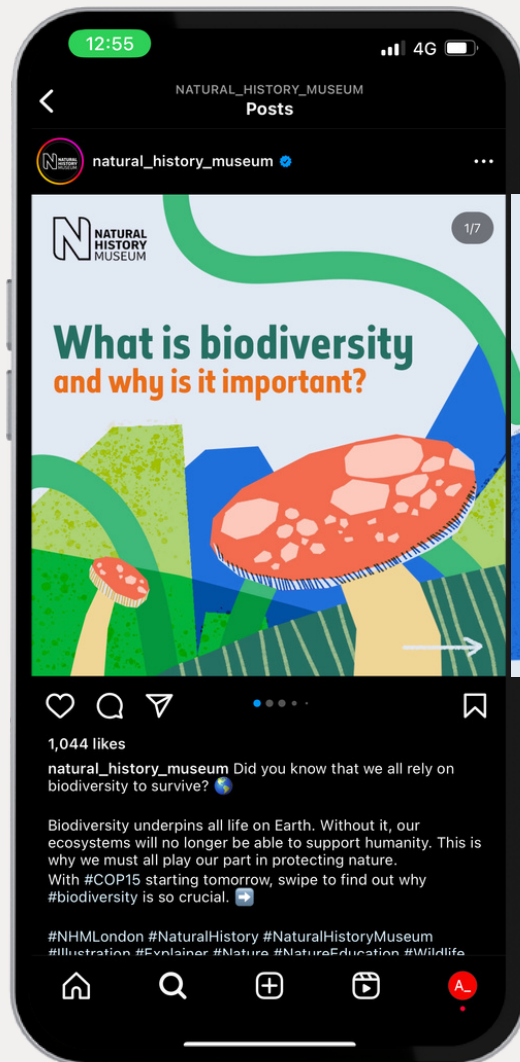 12:55
4G
NATURAL_HISTORY_MUSEUM
Posts
N NATURAL HISTORY MUSEUM
natural_history_museum
N NATURAL
HISTORY
MUSEUM
1/7
What is biodiversity
and why is it important?
1,044 likes
natural_history_museum Did you know that we all rely on
biodiversity to survive? 🌎
Biodiversity underpins all life on Earth. Without it, our
ecosystems will no longer be able to support humanity. This is
why we must all play our part in protecting nature.
With #COP15 starting tomorrow, swipe to find out why
#biodiversity is so crucial. ➡️
#NHMLondon #NaturalHistory #NaturalHistoryMuseum
#Illustration #Explainer #Nature #NatureEducation #Wildlife
A_